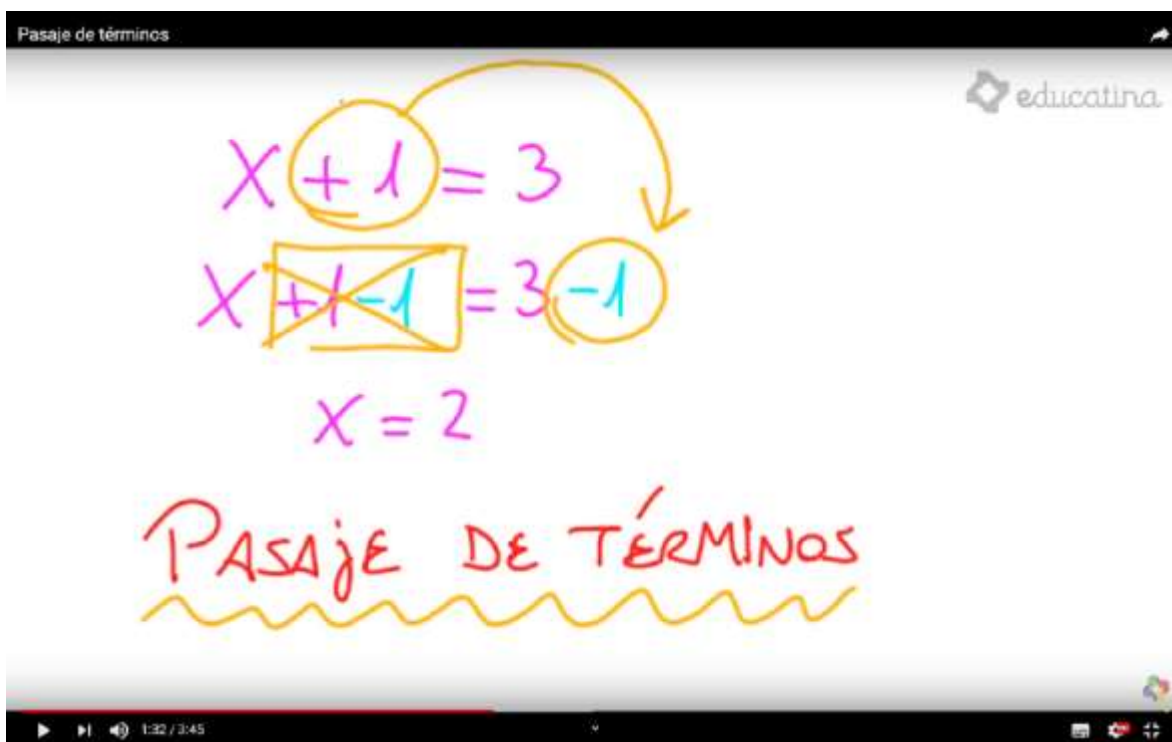 Pasaje de términos
educatina
X + 1 = 3
X + 1 - 1 = 3 - 1
X = 2
PASAjE DE TÉRMINOS
1:32 / 3:45